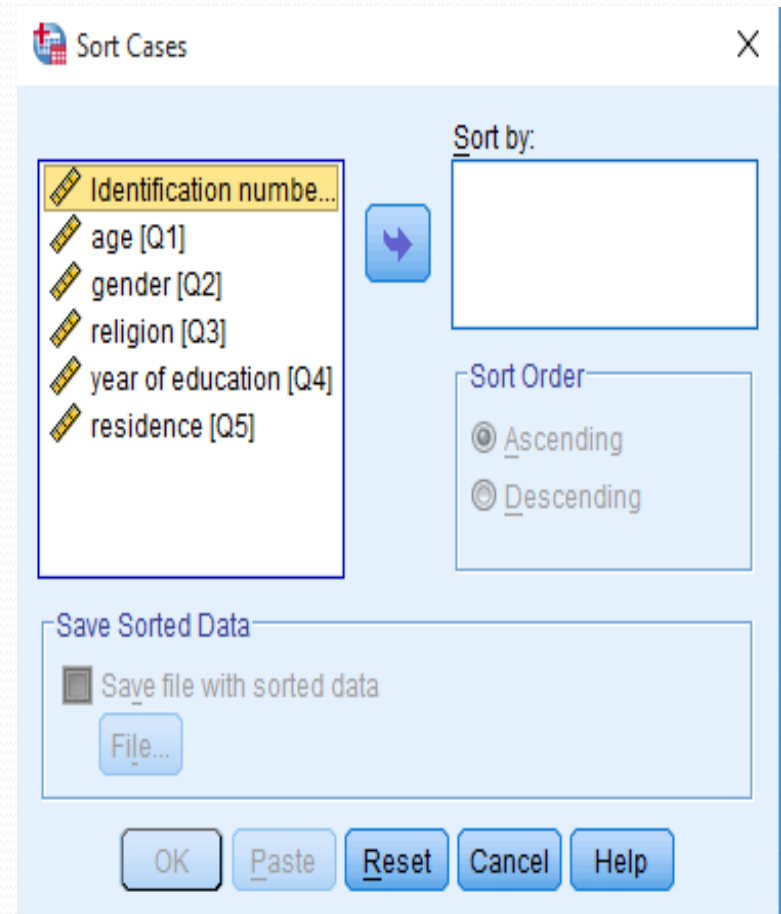 Sort Cases
Sort by:
Identification numbe...
age [Q1]
gender [Q2]
religion [Q3]
year of education [Q4]
residence [Q5]
Sort Order
Ascending
Descending
Save Sorted Data
Save file with sorted data
File...
OK Paste Reset Cancel Help